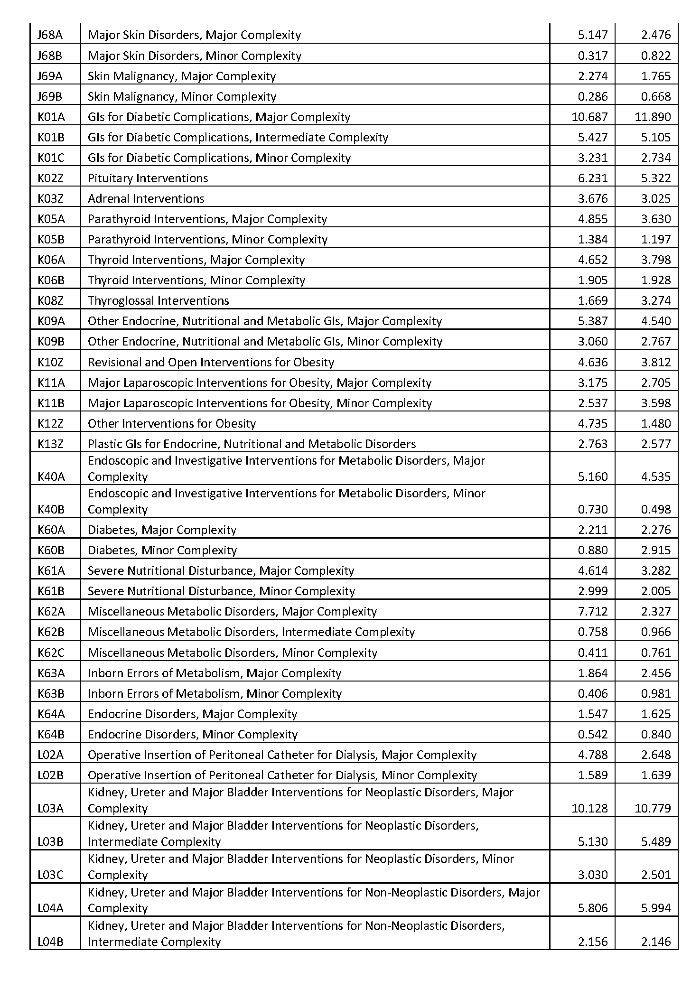 J68A Major Skin Disorders, Major Complexity 5.147 2.476
J68B Major Skin Disorders, Minor Complexity 0.317 0.822
J69A Skin Malignancy, Major Complexity 2.274 1.765
J69B Skin Malignancy, Minor Complexity 0.286 0.668
K01A GIs for Diabetic Complications, Major Complexity 10.687 11.890
K01B GIs for Diabetic Complications, Intermediate Complexity 5.427 5.105
K01C GIs for Diabetic Complications, Minor Complexity 3.231 2.734
K02Z Pituitary Interventions 6.231 5.322
K03Z Adrenal Interventions 3.676 3.025
K05A Parathyroid Interventions, Major Complexity 4.855 3.630
K05B Parathyroid Interventions, Minor Complexity 1.384 1.197
K06A Thyroid Interventions, Major Complexity 4.652 3.798
K06B Thyroid Interventions, Minor Complexity 1.905 1.928
K08Z Thyroglossal Interventions 1.669 3.274
K09A Other Endocrine, Nutritional and Metabolic GIs, Major Complexity 5.387 4.540
K09B Other Endocrine, Nutritional and Metabolic GIs, Minor Complexity 3.060 2.767
K10Z Revisional and Open Interventions for Obesity 4.636 3.812
K11A Major Laparoscopic Interventions for Obesity, Major Complexity 3.175 2.705
K11B Major Laparoscopic Interventions for Obesity, Minor Complexity 2.537 3.598
K12Z Other Interventions for Obesity 4.735 1.480
K13Z Plastic GIs for Endocrine, Nutritional and Metabolic Disorders 2.763 2.577
Endoscopic and Investigative Interventions for Metabolic Disorders, Major
K40A Complexity 5.160 4.535
Endoscopic and Investigative Interventions for Metabolic Disorders, Minor
K40B Complexity 0.730 0.498
K60A Diabetes, Major Complexity 2.211 2.276
K60B Diabetes, Minor Complexity 0.880 2.915
K61A Severe Nutritional Disturbance, Major Complexity 4.614 3.282
K61B Severe Nutritional Disturbance, Minor Complexity 2.999 2.005
K62A Miscellaneous Metabolic Disorders, Major Complexity 7.712 2.327
K62B Miscellaneous Metabolic Disorders, Intermediate Complexity 0.758 0.966
K62C Miscellaneous Metabolic Disorders, Minor Complexity 0.411 0.761
K63A Inborn Errors of Metabolism, Major Complexity 1.864 2.456
K63B Inborn Errors of Metabolism, Minor Complexity 0.406 0.981
K64A Endocrine Disorders, Major Complexity 1.547 1.625
K64B Endocrine Disorders, Minor Complexity 0.542 0.840
L02A Operative Insertion of Peritoneal Catheter for Dialysis, Major Complexity 4.788 2.648
L02B Operative Insertion of Peritoneal Catheter for Dialysis, Minor Complexity 1.589 1.639
Kidney, Ureter and Major Bladder Interventions for Neoplastic Disorders, Major
L03A Complexity 10.128 10.779
Kidney, Ureter and Major Bladder Interventions for Neoplastic Disorders,
L03B Intermediate Complexity 5.130 5.489
Kidney, Ureter and Major Bladder Interventions for Neoplastic Disorders, Minor
L03C Complexity 3.030 2.501
Kidney, Ureter and Major Bladder Interventions for Non-Neoplastic Disorders, Major
L04A Complexity 5.806 5.994
Kidney, Ureter and Major Bladder Interventions for Non-Neoplastic Disorders,
L04B Intermediate Complexity 2.156 2.146